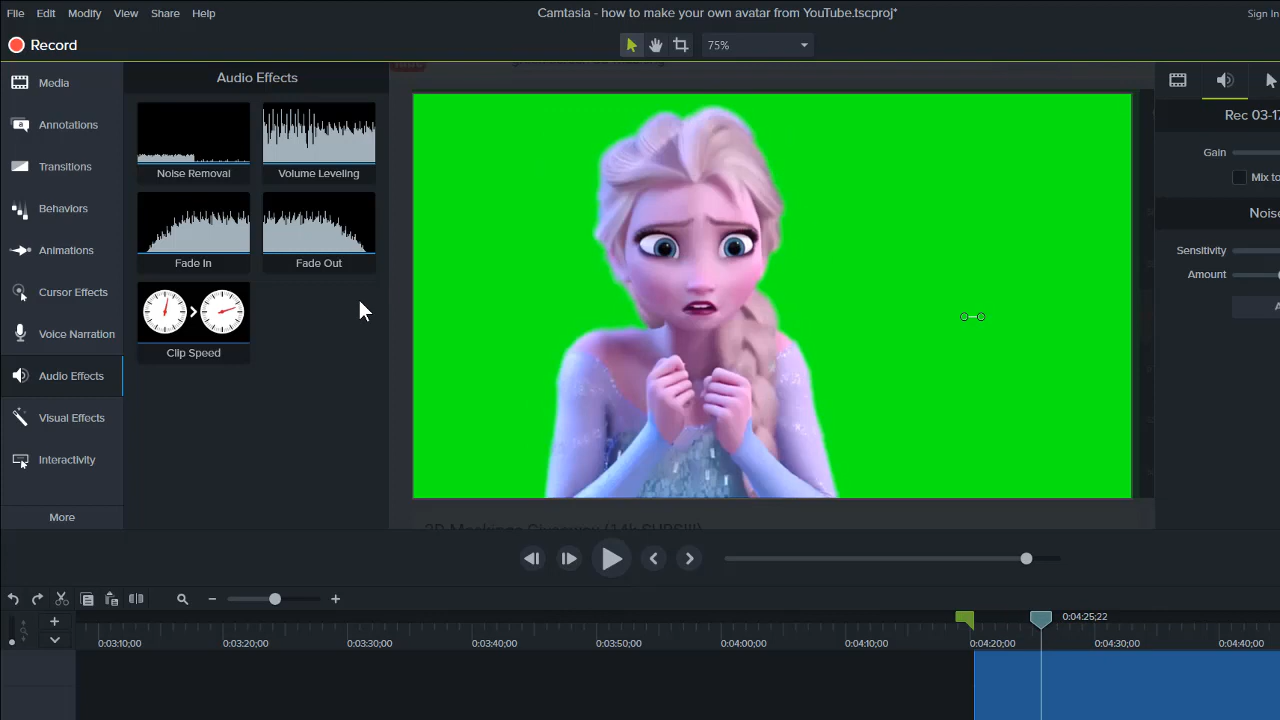 File Edit Modify View Share Help
Camtasia - how to make your own avatar from YouTube.tscproj*
Sign In
Record
75%
Media
Annotations
Transitions
Behaviors
Animations
Cursor Effects
Voice Narration
Audio Effects
Visual Effects
Interactivity
More
Audio Effects
Noise Removal
Volume Leveling
Fade In
Fade Out
Clip Speed
Rec 03-17
Gain
Mix to
Noise
Sensitivity
Amount
0:04:25;22
0:03:10;00 0:03:20;00 0:03:30;00 0:03:40;00 0:03:50;00 0:04:00;00 0:04:10;00 0:04:20;00 0:04:30;00 0:04:40;00